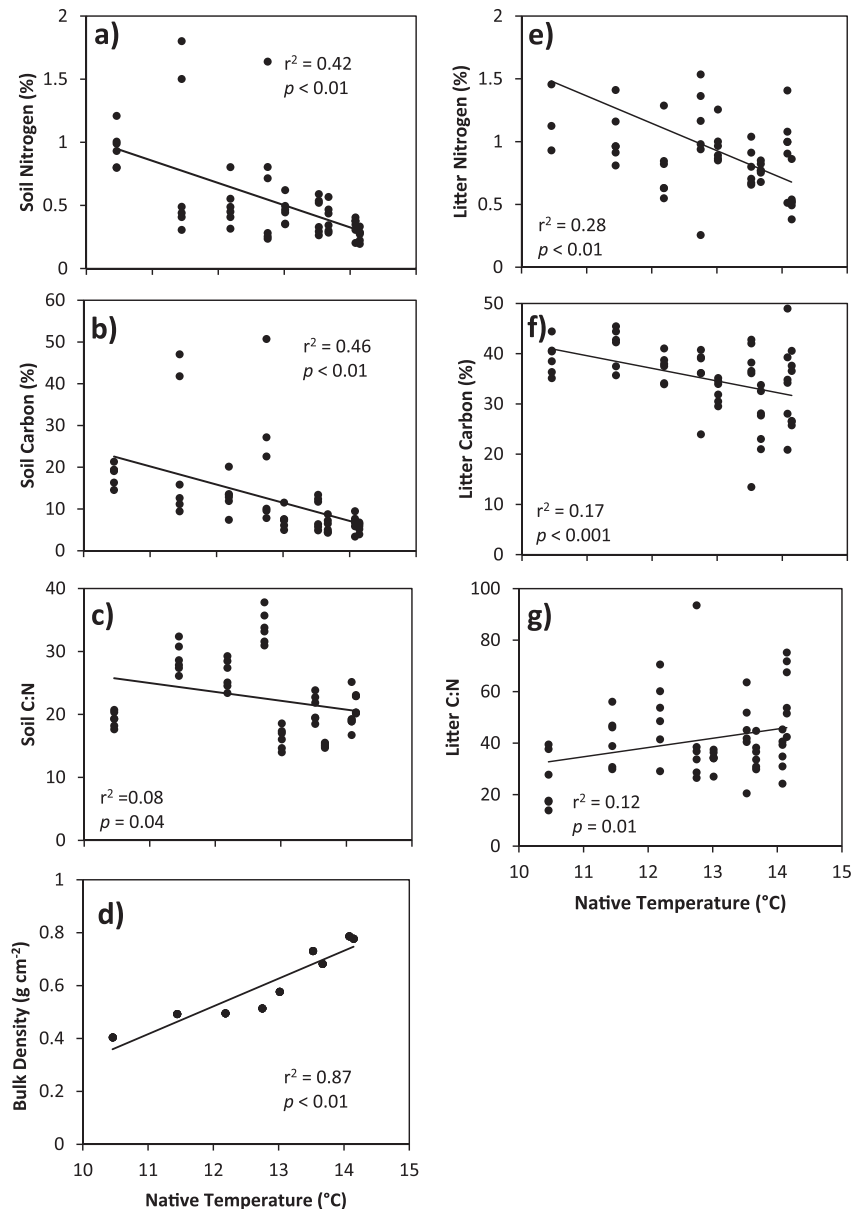 a)
2
1.5
1
0.5
0
Soil Nitrogen (%)
r² = 0.42
p < 0.01
b)
60
50
40
30
20
10
0
Soil Carbon (%)
r² = 0.46
p < 0.01
c)
40
30
20
10
0
Soil C:N
r² =0.08
p = 0.04
d)
1
0.8
0.6
0.4
0.2
0
Bulk Density (g cm⁻²)
r² = 0.87
p < 0.01
10 11 12 13 14 15
Native Temperature (°C)
e)
2
1.5
1
0.5
0
Litter Nitrogen (%)
r² = 0.28
p < 0.01
f)
50
40
30
20
10
0
Litter Carbon (%)
r² = 0.17
p < 0.001
g)
100
80
60
40
20
0
Litter C:N
r² = 0.12
p = 0.01
10 11 12 13 14 15
Native Temperature (°C)